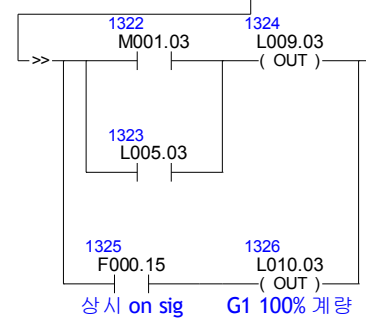 1322 1324
M001.03 L009.03
>> ( OUT )
1323
L005.03
1325 1326
F000.15 L010.03
( OUT )
상시 on sig G1 100% 계량